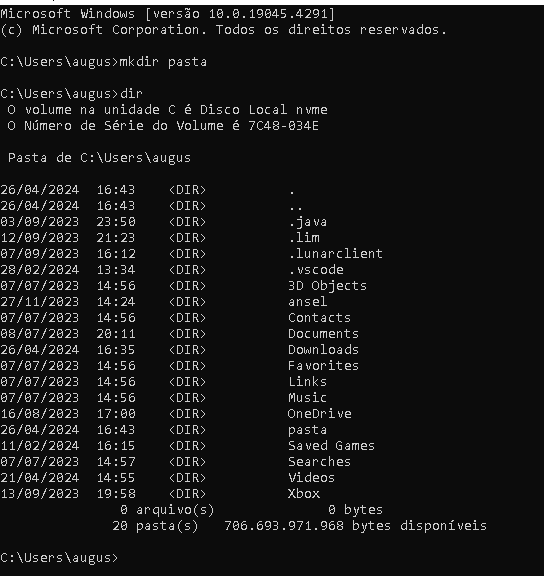 Microsoft Windows [versão 10.0.19045.4291]
(c) Microsoft Corporation. Todos os direitos reservados.
C:\Users\augus>mkdir pasta
C:\Users\augus>dir
 O volume na unidade C é Disco Local nvme
 O Número de Série do Volume é 7C48-034E
 Pasta de C:\Users\augus
26/04/2024  16:43    <DIR>          .
26/04/2024  16:43    <DIR>          ..
03/09/2023  23:50    <DIR>          .java
12/09/2023  21:23    <DIR>          .lim
07/09/2023  16:12    <DIR>          .lunarclient
28/02/2024  13:34    <DIR>          .vscode
07/07/2023  14:56    <DIR>          3D Objects
27/11/2023  14:24    <DIR>          ansel
07/07/2023  14:56    <DIR>          Contacts
08/07/2023  20:11    <DIR>          Documents
26/04/2024  16:35    <DIR>          Downloads
07/07/2023  14:56    <DIR>          Favorites
07/07/2023  14:56    <DIR>          Links
07/07/2023  14:56    <DIR>          Music
16/08/2023  17:00    <DIR>          OneDrive
26/04/2024  16:43    <DIR>          pasta
11/02/2024  16:15    <DIR>          Saved Games
07/07/2023  14:57    <DIR>          Searches
21/04/2024  14:55    <DIR>          Videos
13/09/2023  19:58    <DIR>          Xbox
               0 arquivo(s)              0 bytes
              20 pasta(s)   706.693.971.968 bytes disponíveis
C:\Users\augus>